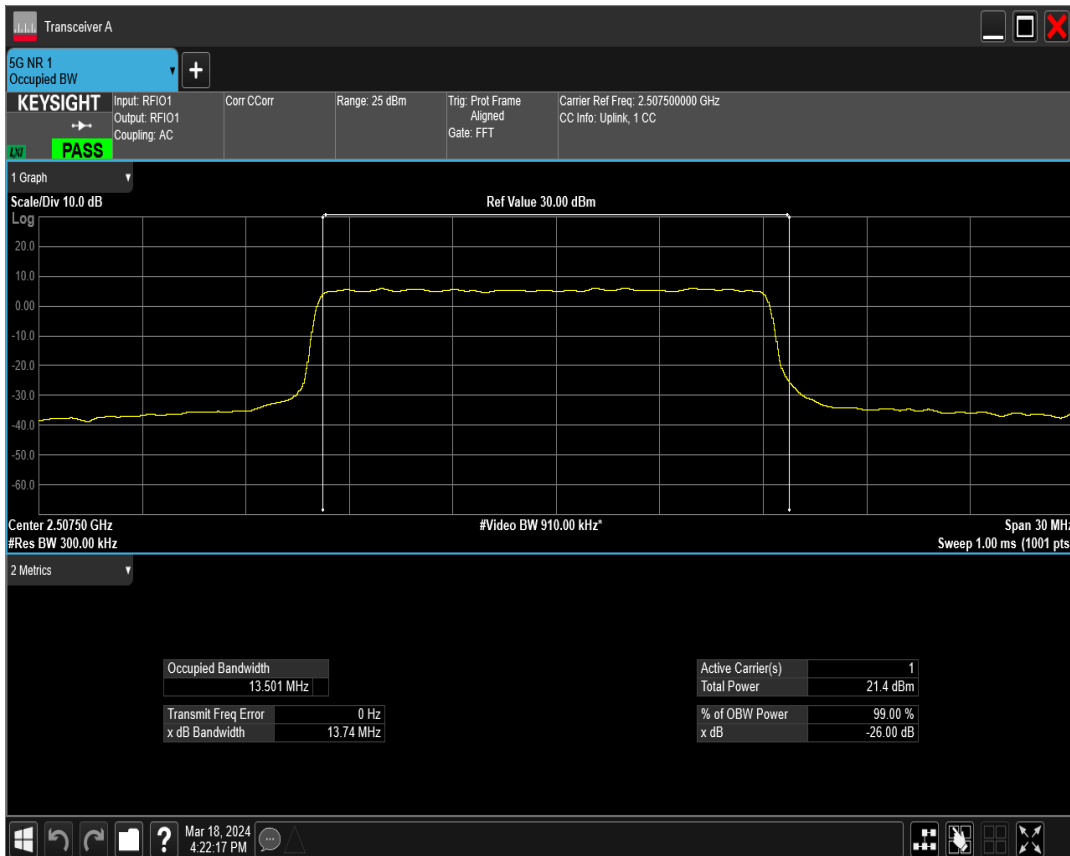 Transceiver A
5G NR 1
Occupied BW
+
KEYSIGHT
LXI PASS
Input: RFIO1
Output: RFIO1
Coupling: AC
Corr CCorr
Range: 25 dBm
Trig: Prot Frame
Aligned
Gate: FFT
Carrier Ref Freq: 2.507500000 GHz
CC Info: Uplink, 1 CC
1 Graph
Scale/Div 10.0 dB Ref Value 30.00 dBm
Log
20.0
10.0
0.00
-10.0
-20.0
-30.0
-40.0
-50.0
-60.0
Center 2.50750 GHz #Video BW 910.00 kHz* Span 30 MHz
#Res BW 300.00 kHz Sweep 1.00 ms (1001 pts
2 Metrics
Occupied Bandwidth
13.501 MHz
Transmit Freq Error 0 Hz
x dB Bandwidth 13.74 MHz
Active Carrier(s) 1
Total Power 21.4 dBm
% of OBW Power 99.00 %
x dB -26.00 dB
? Mar 18, 2024
4:22:17 PM